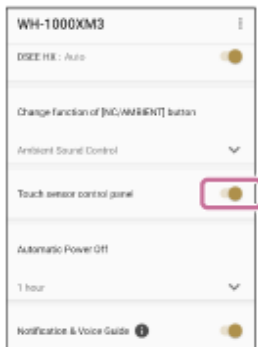 WH-1000XM3
DSEE HX : Auto
Change function of [NC/AMBIENT] button
Ambient Sound Control
Touch sensor control panel
Automatic Power Off
1 hour
Notification & Voice Guide